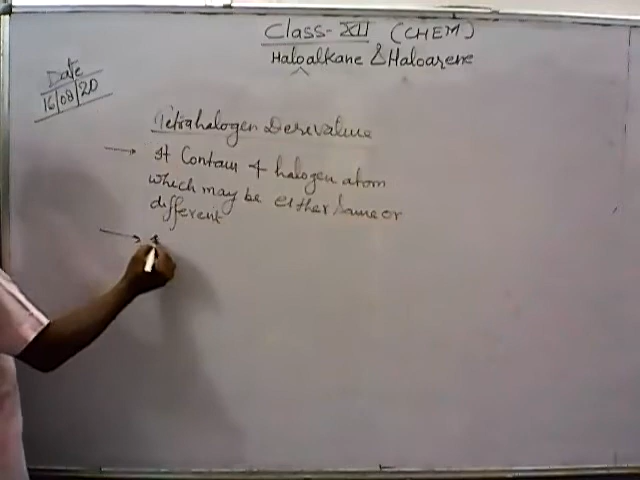 Class-XII (CHEM)
Haloalkane & Haloarene
Date
16/08/20
Tetrahalogen Derevative
→ It Contain 4 halogen atom
which may be either same or
different
→